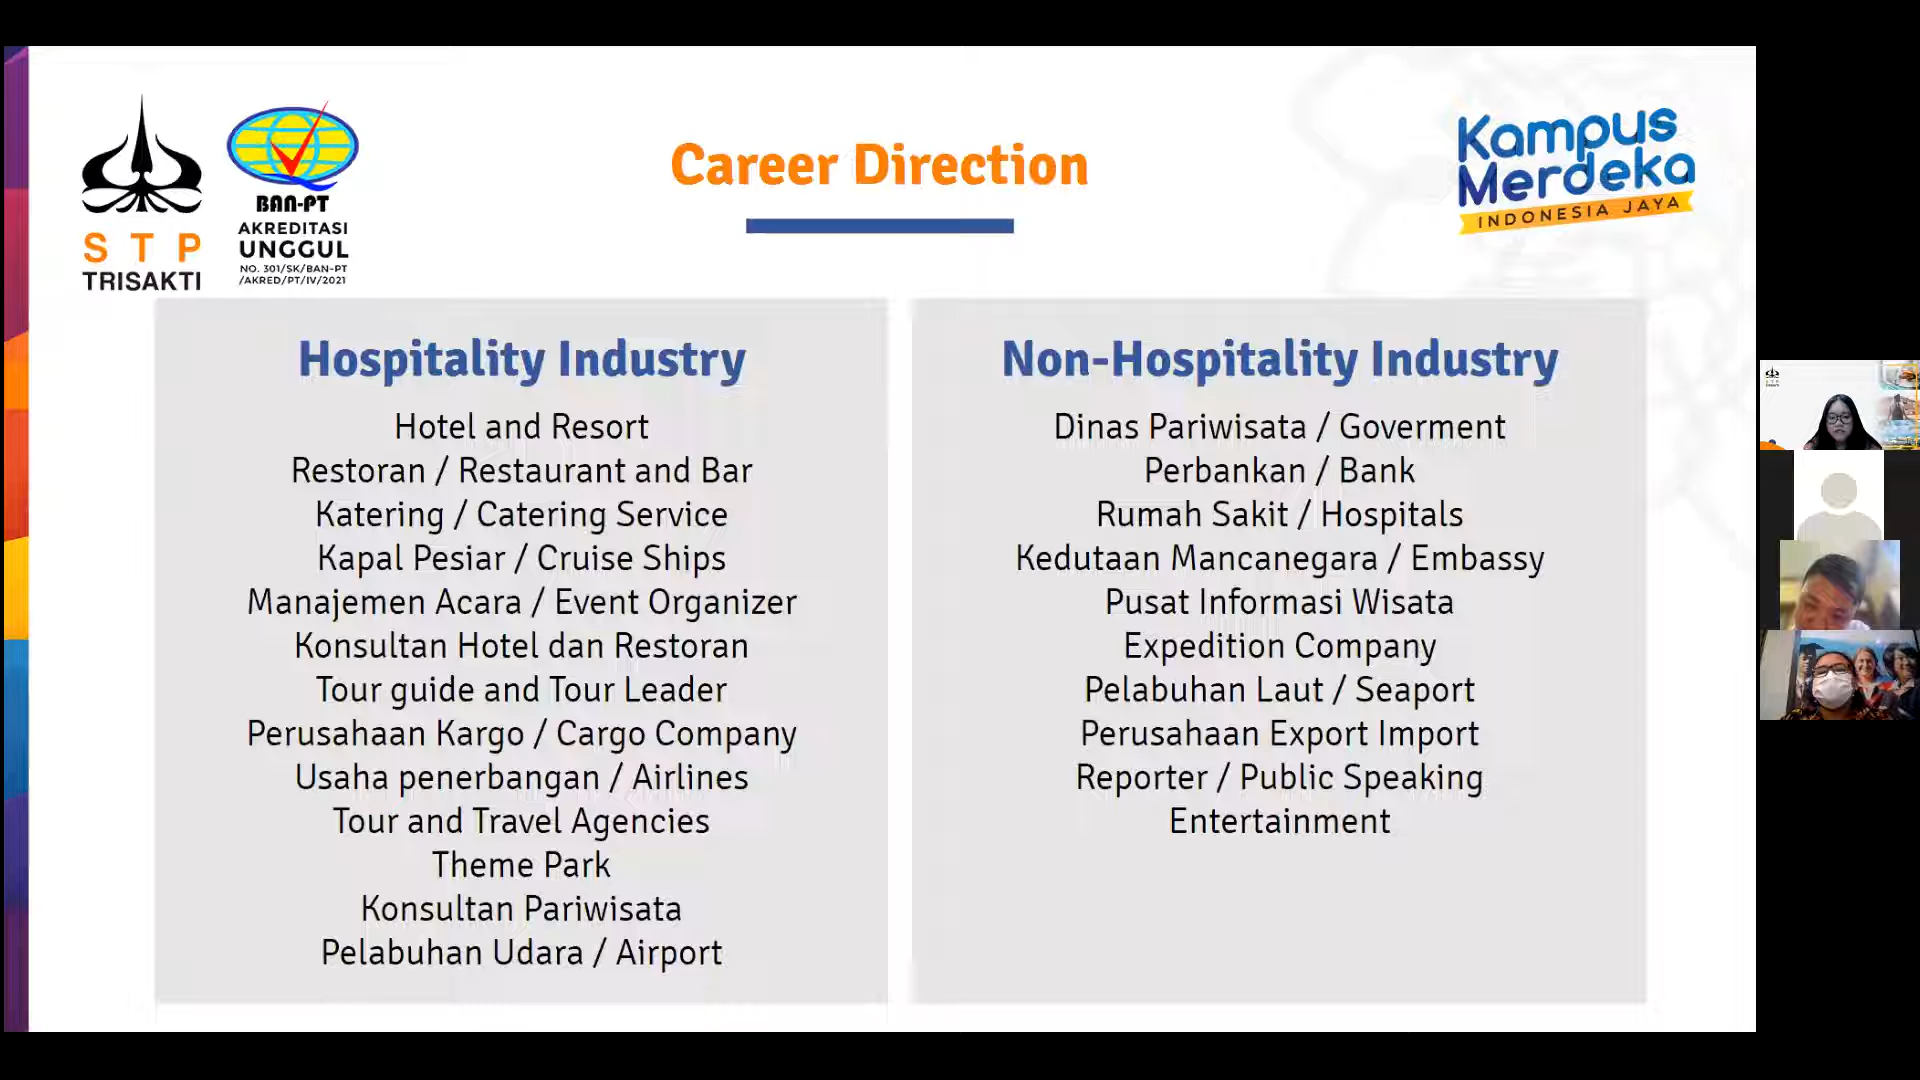 STP
TRISAKTI
BAN-PT
AKREDITASI
UNGGUL
NO. 301/SK/BAN-PT
/AKRED/PT/IV/2021
Career Direction
Kampus
Merdeka
INDONESIA JAYA
Hospitality Industry
Hotel and Resort
Restoran / Restaurant and Bar
Katering / Catering Service
Kapal Pesiar / Cruise Ships
Manajemen Acara / Event Organizer
Konsultan Hotel dan Restoran
Tour guide and Tour Leader
Perusahaan Kargo / Cargo Company
Usaha penerbangan / Airlines
Tour and Travel Agencies
Theme Park
Konsultan Pariwisata
Pelabuhan Udara / Airport
Non-Hospitality Industry
Dinas Pariwisata / Goverment
Perbankan / Bank
Rumah Sakit / Hospitals
Kedutaan Mancanegara / Embassy
Pusat Informasi Wisata
Expedition Company
Pelabuhan Laut / Seaport
Perusahaan Export Import
Reporter / Public Speaking
Entertainment